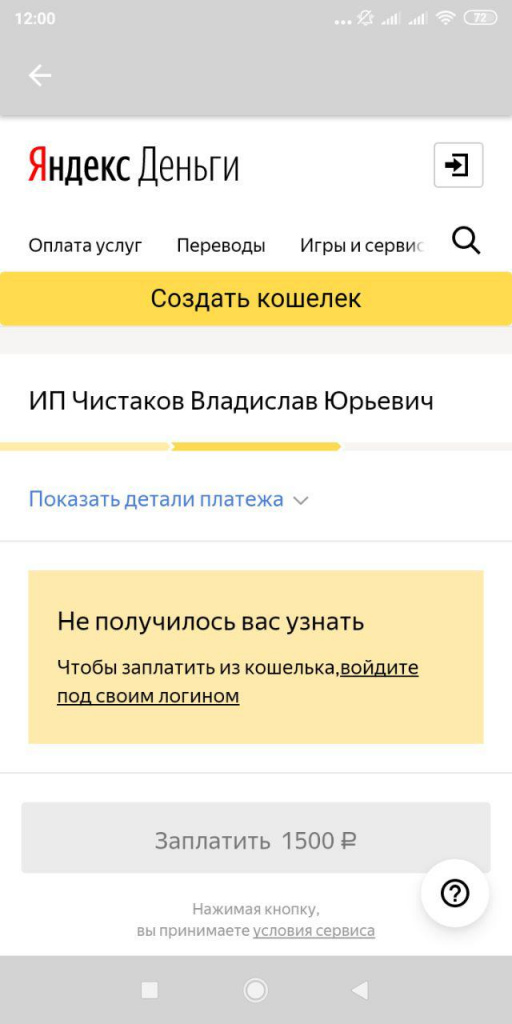 12:00
72
Яндекс Деньги
Оплата услуг Переводы Игры и сервис
Создать кошелек
ИП Чистаков Владислав Юрьевич
Показать детали платежа
Не получилось вас узнать
Чтобы заплатить из кошелька,войдите
под своим логином
Заплатить 1500 ₽
Нажимая кнопку,
вы принимаете условия сервиса